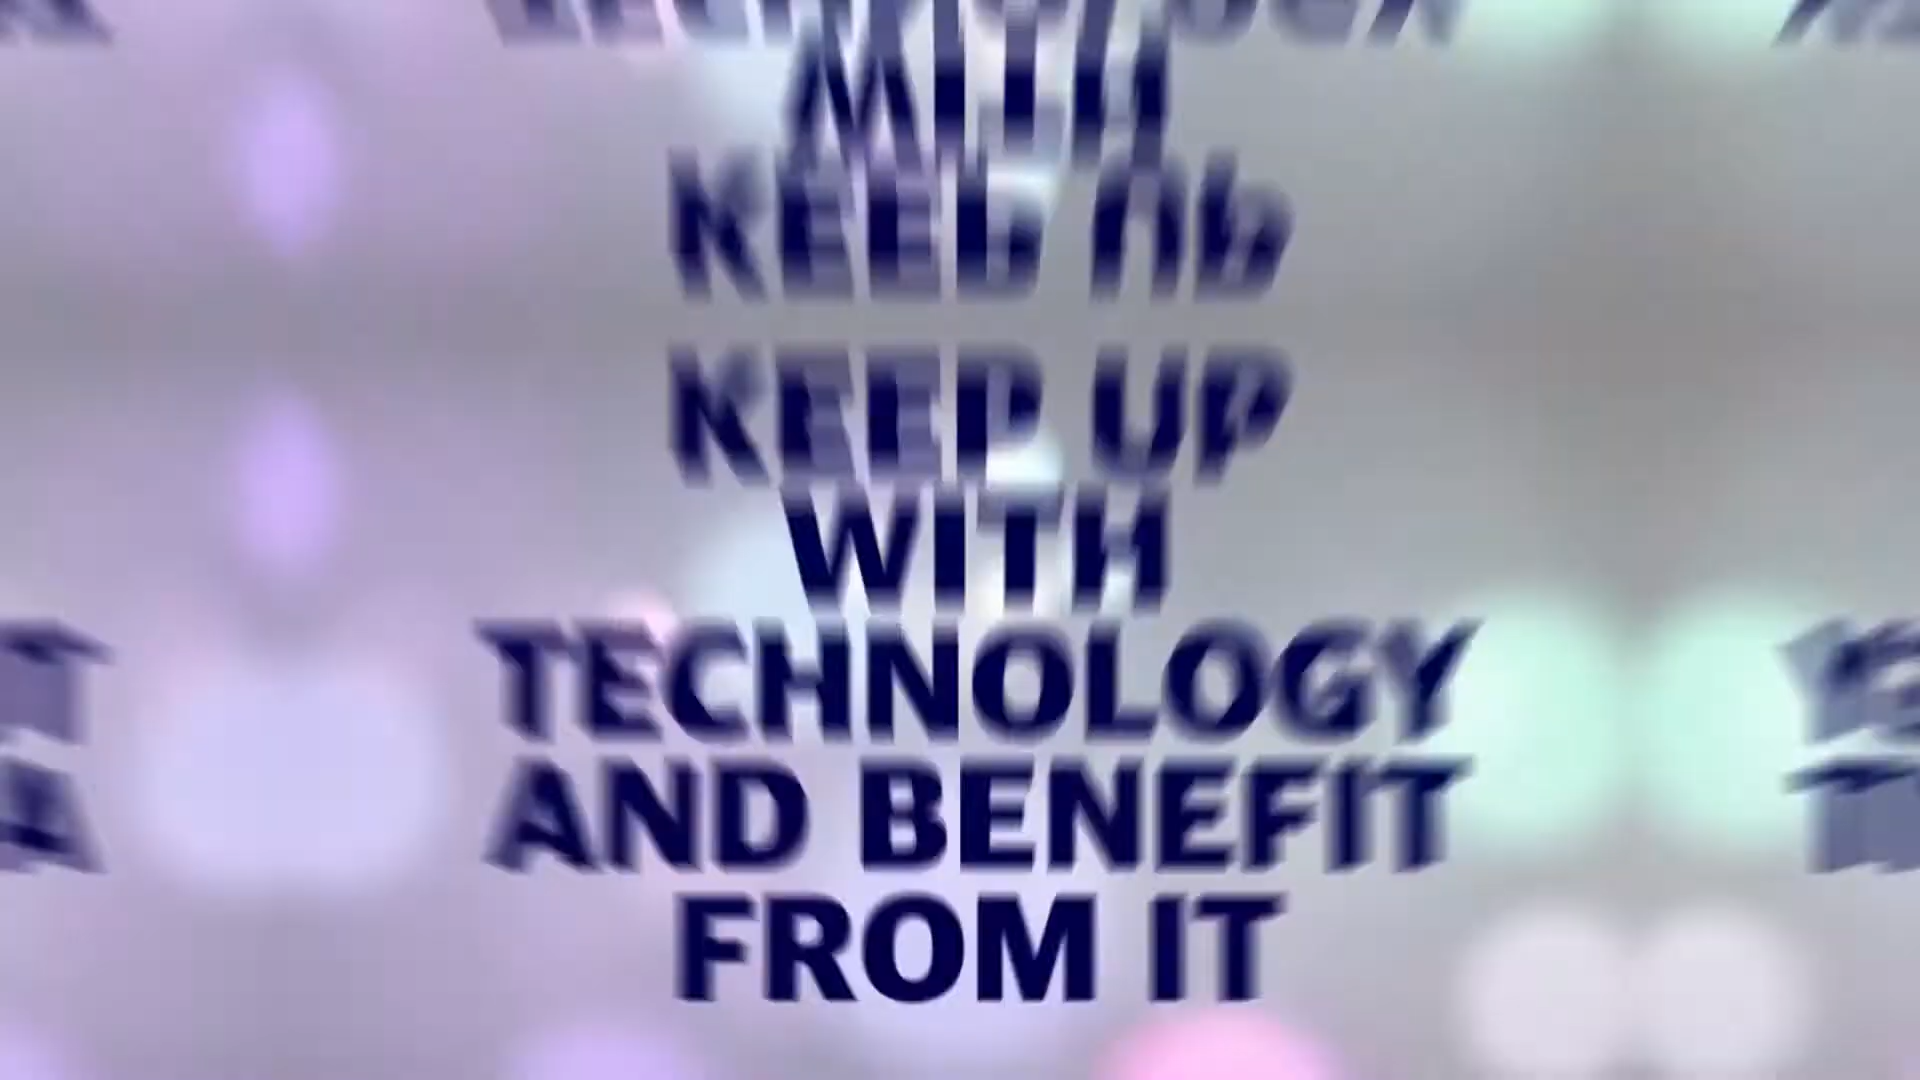 KEEP UP
WITH
TECHNOLOGY
AND BENEFIT
FROM IT